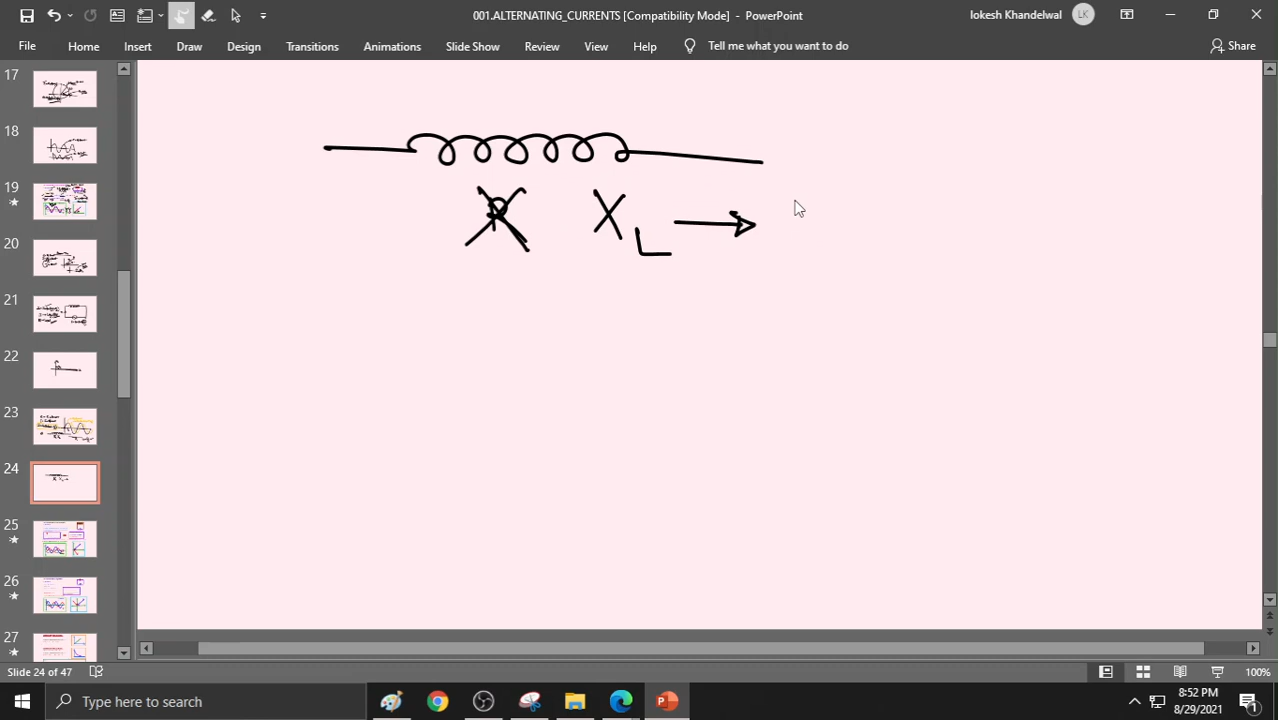 001.ALTERNATING_CURRENTS [Compatibility Mode] - PowerPoint
lokesh Khandelwal
LK
File Home Insert Draw Design Transitions Animations Slide Show Review View Help Tell me what you want to do Share
17
18
19
20
21
22
23
24
25
26
27
R X L
Slide 24 of 47
100%
Type here to search
8:52 PM
8/29/2021
1